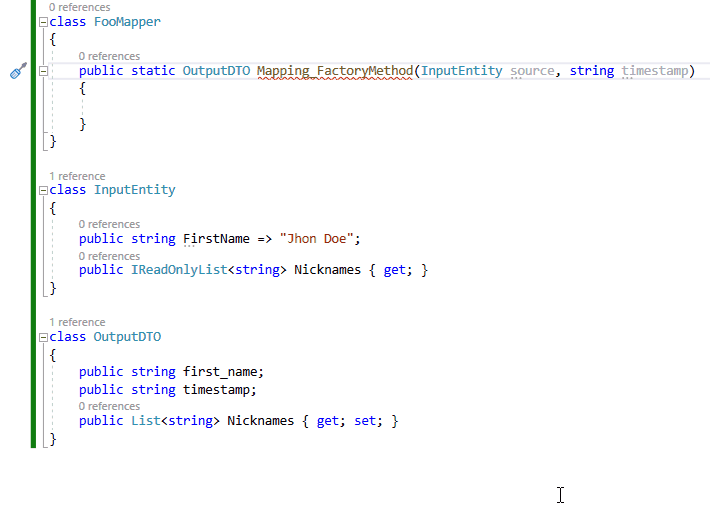 0 references
class FooMapper
{
0 references
public static OutputDTO Mapping_FactoryMethod(InputEntity source, string timestamp)
{
}
}
1 reference
class InputEntity
{
0 references
public string FirstName => "Jhon Doe";
0 references
public IReadOnlyList<string> Nicknames { get; }
}
1 reference
class OutputDTO
{
public string first_name;
public string timestamp;
0 references
public List<string> Nicknames { get; set; }
}